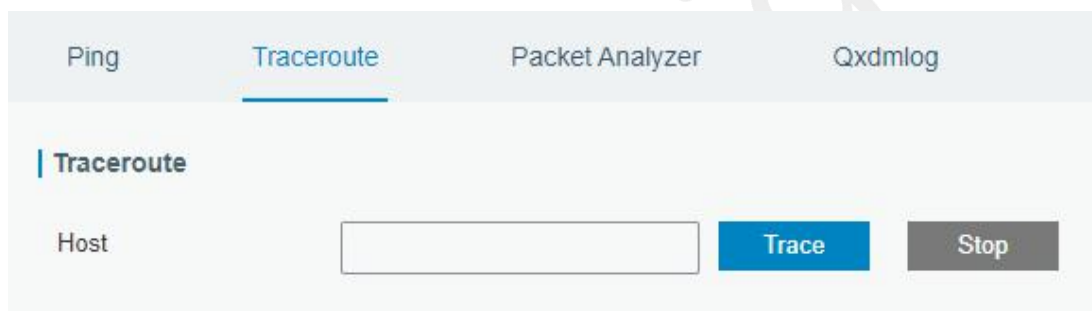 Ping Traceroute Packet Analyzer Qxdmlog
Traceroute
Host Trace Stop